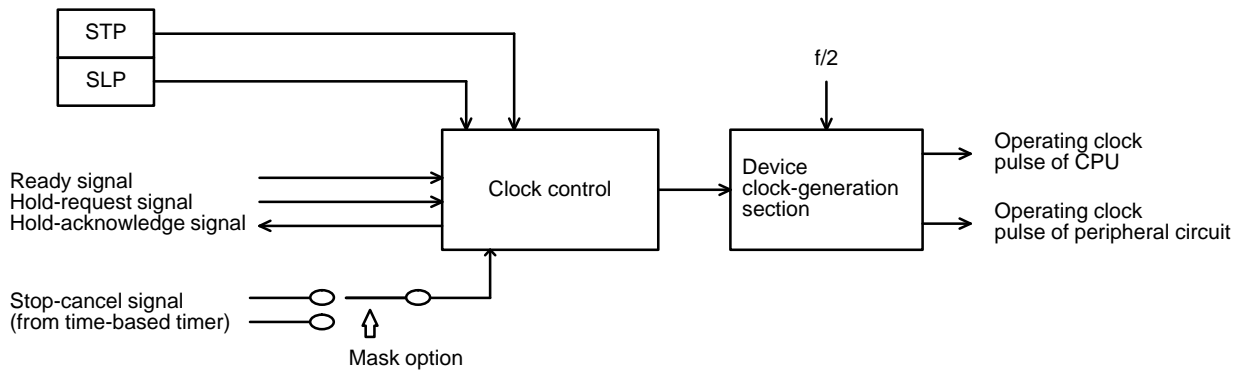 STP
SLP
f/2
Ready signal
Hold-request signal
Hold-acknowledge signal
Clock control
Device
clock-generation
section
Operating clock
pulse of CPU
Operating clock
pulse of peripheral circuit
Stop-cancel signal
(from time-based timer)
Mask option